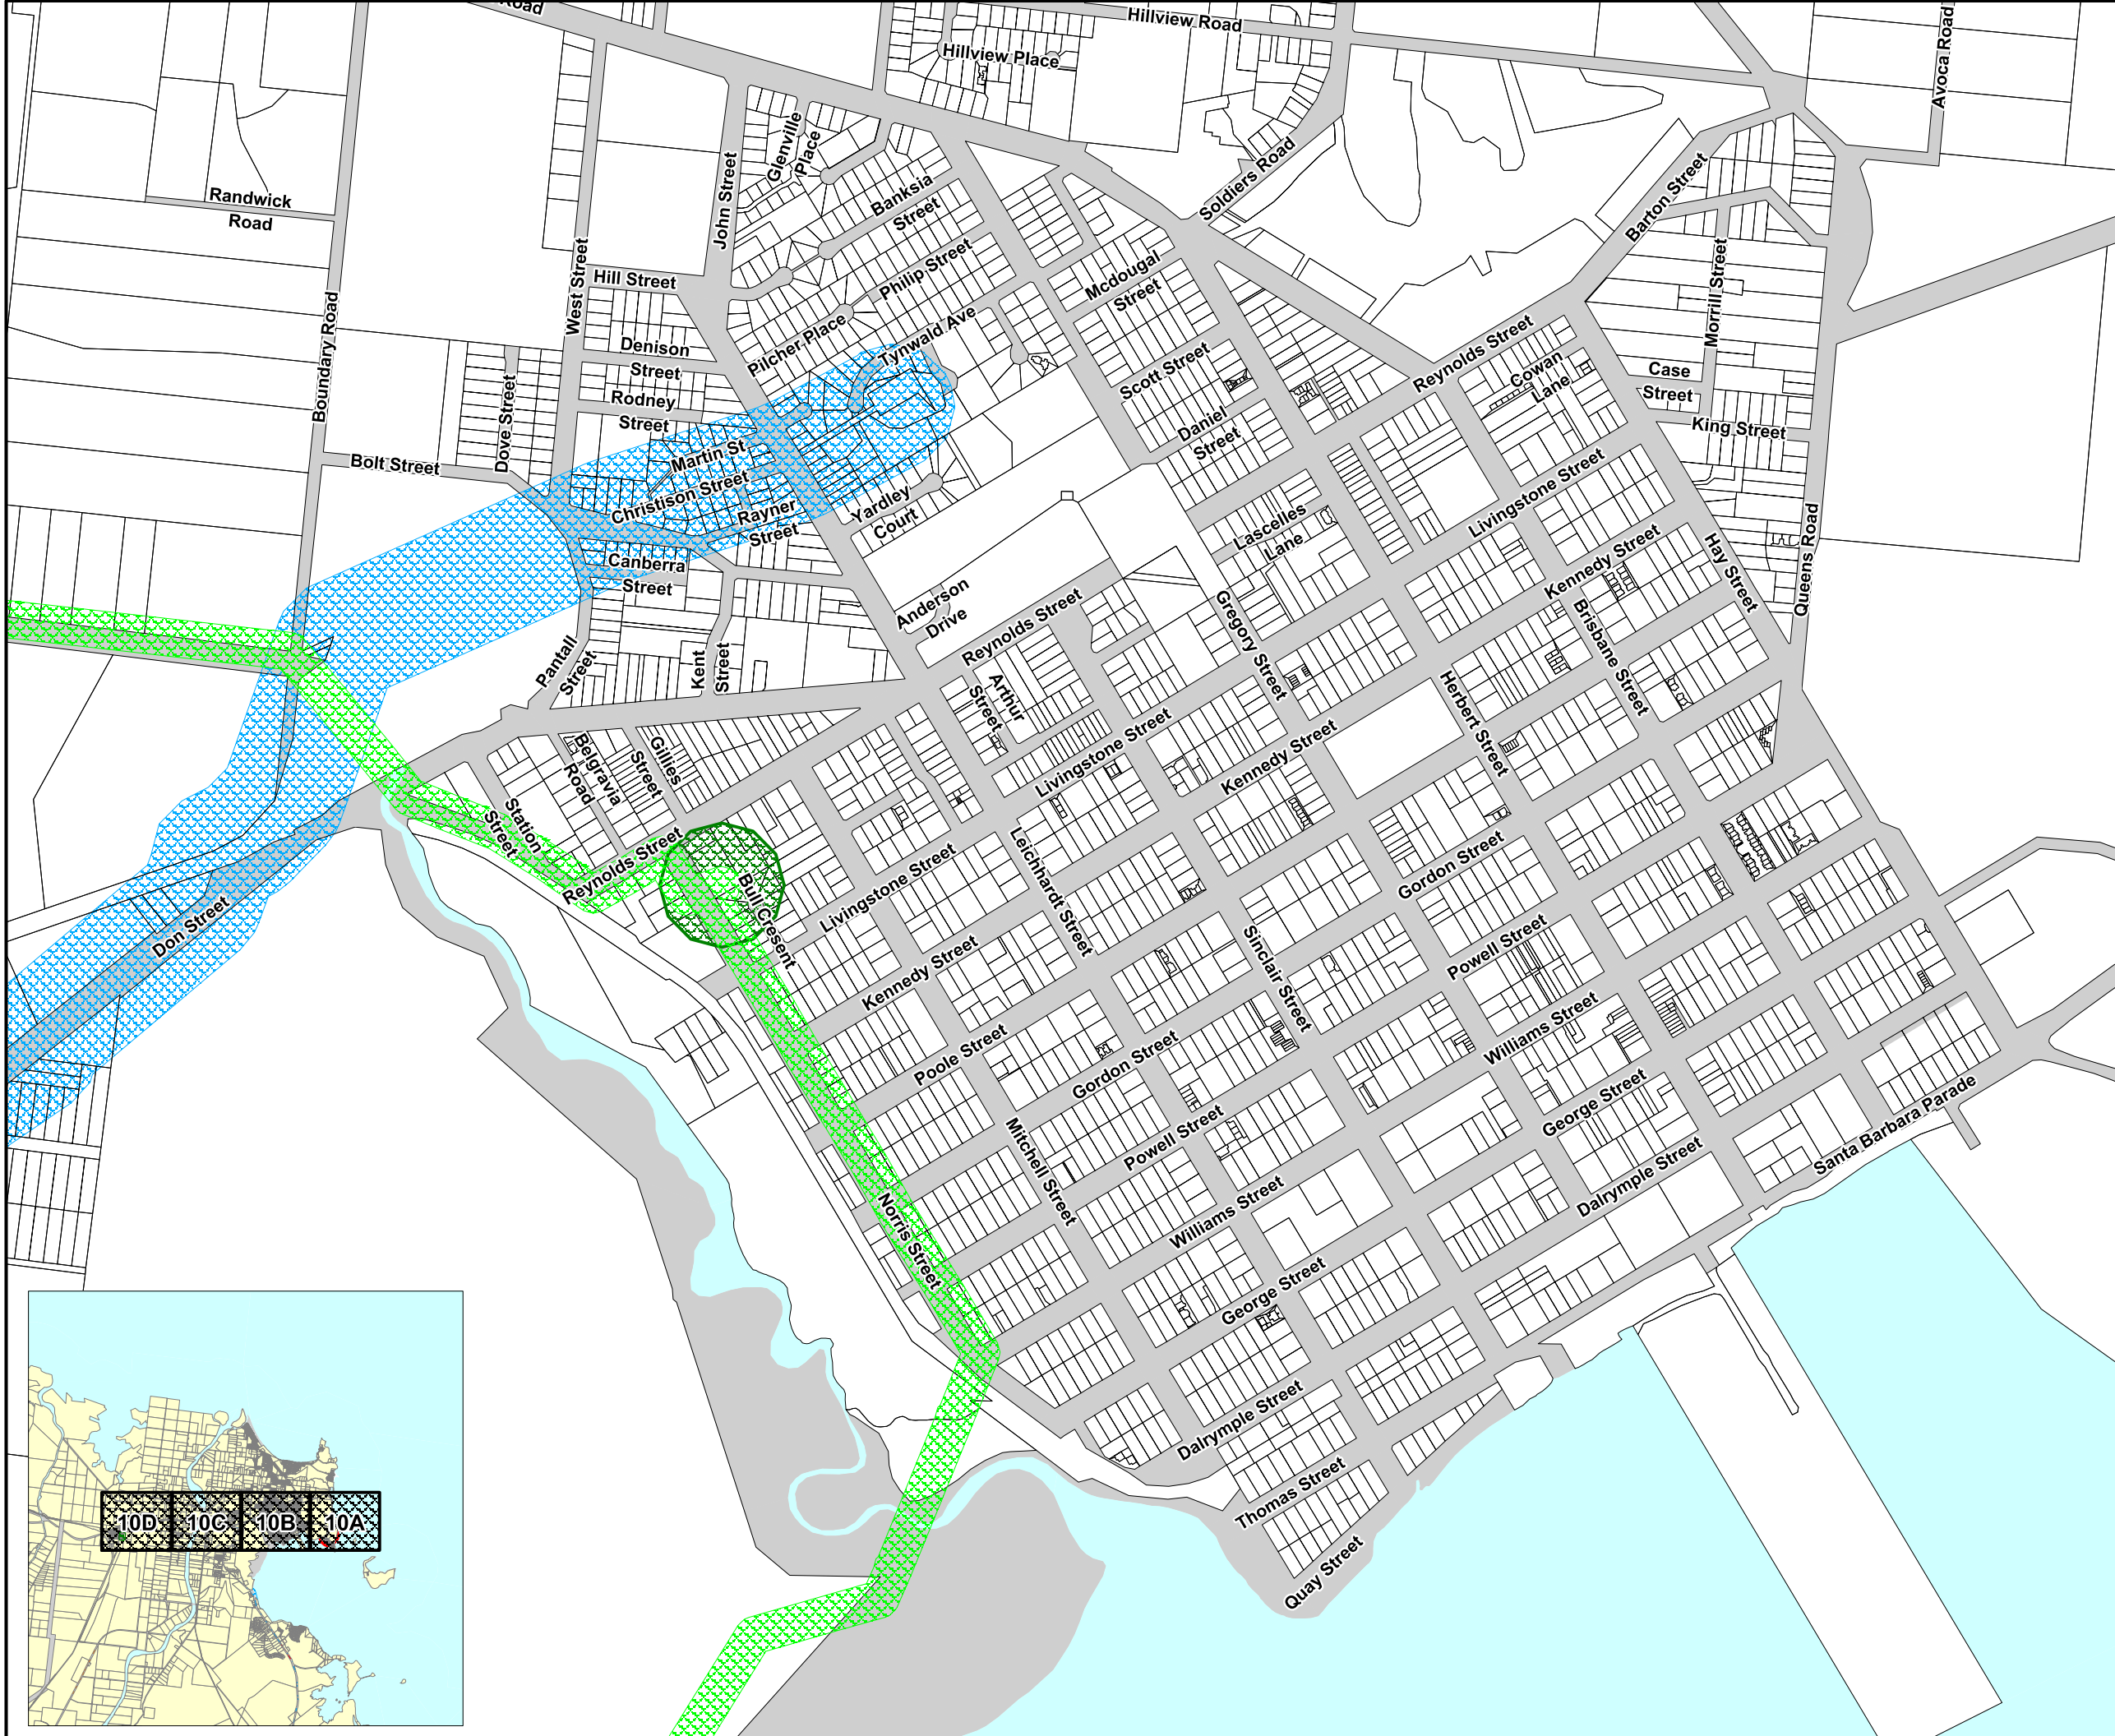 Road
Hillview Road
Hillview Place
Avoca Road
Glenville
Place
Soldiers Road
Barton Street
Randwick
Road
John Street
Banksia
Street
Philip Street
Mcdougal
Street
Morrill Street
West Street
Hill Street
Boundary Road
Pilcher Place
Tynwald Ave
Denison
Street
Scott Street
Reynolds Street
Cowan
Lane
Case
Street
Rodney
Street
Dove Street
Daniel
Street
King Street
Bolt Street
Martin St
Christison Street
Rayner
Street
Yardley
Court
Lascelles
Lane
Livingstone Street
Kennedy Street
Hay Street
Queens Road
Canberra
Street
Anderson
Drive
Reynolds Street
Gregory Street
Brisbane Street
Pantall
Street
Kent
Street
Arthur
Street
Herbert Street
Livingstone Street
Kennedy Street
Belgravia
Road
Gillies
Street
Station
Street
Reynolds Street
Bull Cresent
Livingstone Street
Leichhardt Street
Gordon Street
Don Street
Kennedy Street
Sinclair Street
Powell Street
Poole Street
Gordon Street
Williams Street
Mitchell Street
Powell Street
George Street
Santa Barbara Parade
Norris Street
Williams Street
Dalrymple Street
George Street
Dalrymple Street
Thomas Street
Quay Street
10D
10C
10B
10A